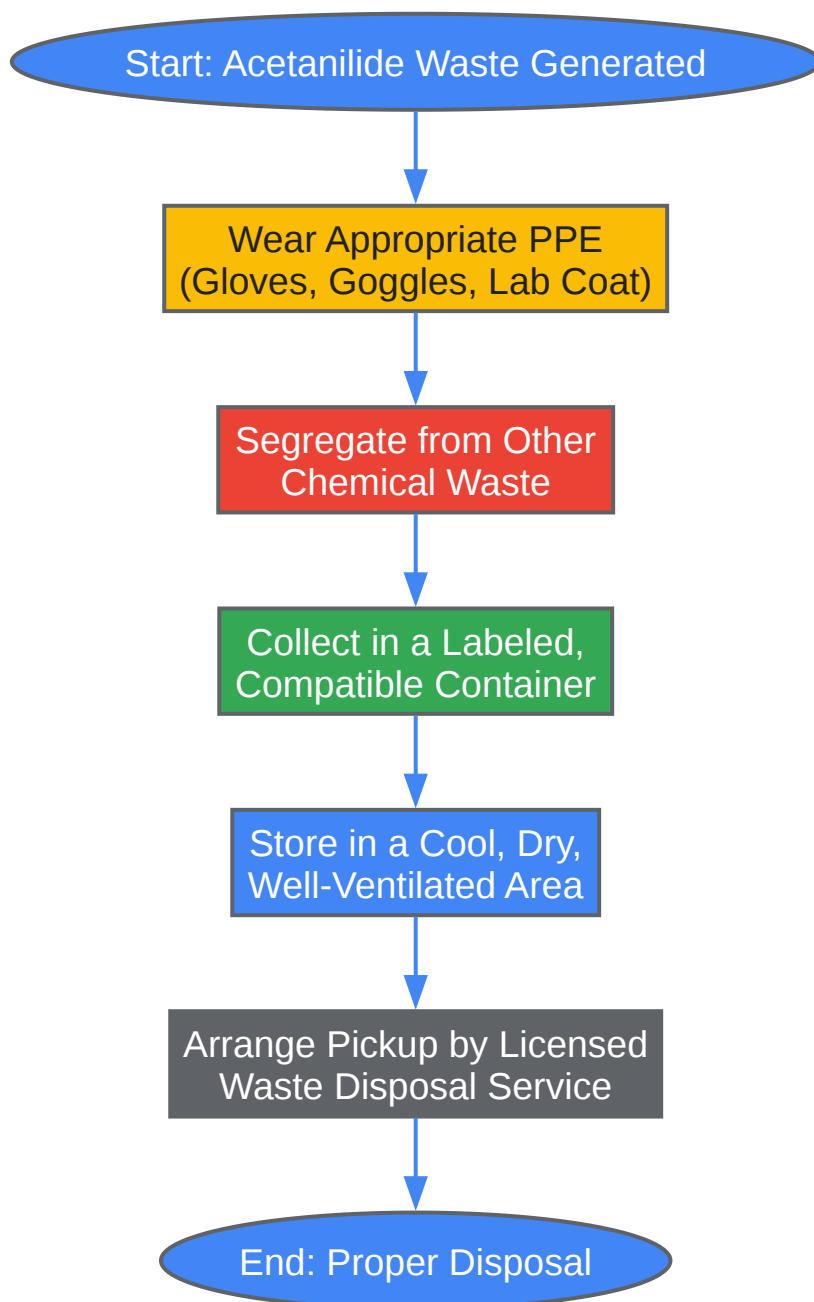 Start: Acetanilide Waste Generated
Wear Appropriate PPE
(Gloves, Goggles, Lab Coat)
Segregate from Other
Chemical Waste
Collect in a Labeled,
Compatible Container
Store in a Cool, Dry,
Well-Ventilated Area
Arrange Pickup by Licensed
Waste Disposal Service
End: Proper Disposal